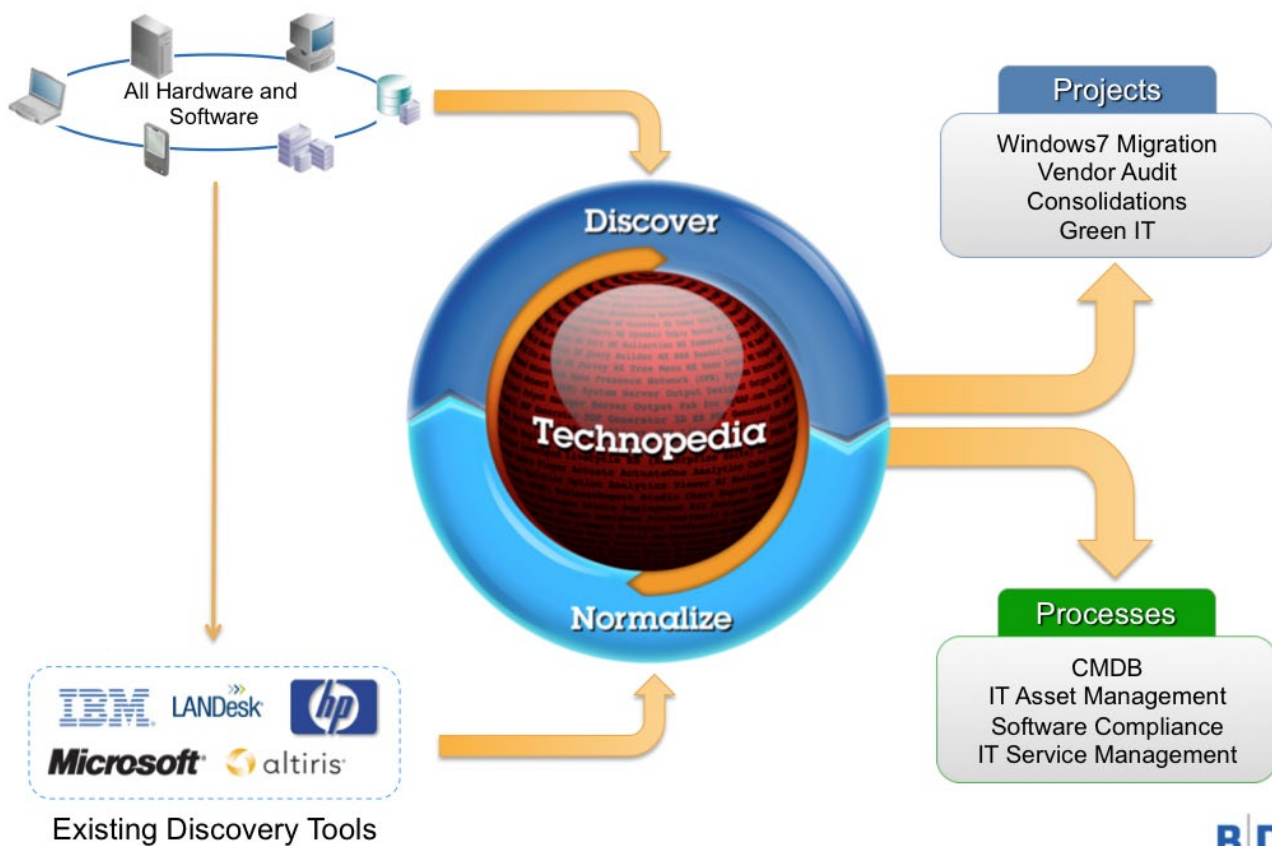 All Hardware and
Software
Discover
Technopedia
Normalize
Projects
Windows7 Migration
Vendor Audit
Consolidations
Green IT
Processes
CMDB
IT Asset Management
Software Compliance
IT Service Management
IBM
LANDesk
hp
Microsoft
altiris
Existing Discovery Tools